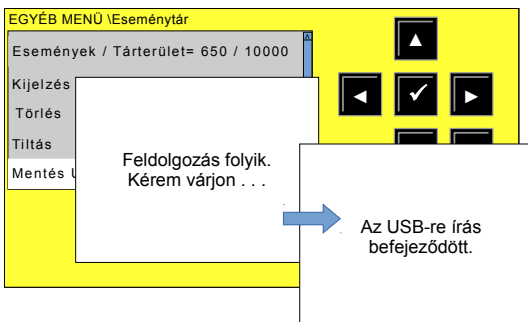 EGYÉB MENÜ \Eseménytár
Események / Tárterület= 650 / 10000
Kijelzés
Törlés
Tiltás
Mentés
Feldolgozás folyik.
Kérem várjon . . .
Az USB-re írás
befejeződött.